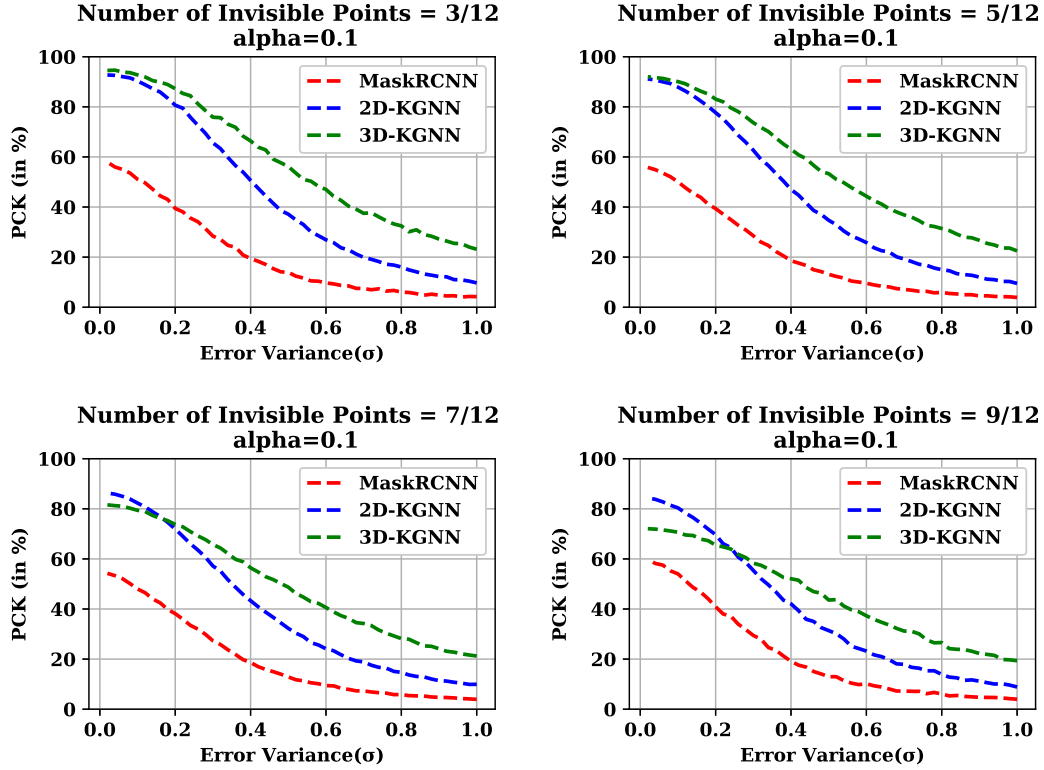 Number of Invisible Points = 3/12
alpha=0.1
100
80
60
40
20
0
PCK (in %)
MaskRCNN
2D-KGNN
3D-KGNN
0.0 0.2 0.4 0.6 0.8 1.0
Error Variance(σ)
Number of Invisible Points = 5/12
alpha=0.1
100
80
60
40
20
0
PCK (in %)
MaskRCNN
2D-KGNN
3D-KGNN
0.0 0.2 0.4 0.6 0.8 1.0
Error Variance(σ)
Number of Invisible Points = 7/12
alpha=0.1
100
80
60
40
20
0
PCK (in %)
MaskRCNN
2D-KGNN
3D-KGNN
0.0 0.2 0.4 0.6 0.8 1.0
Error Variance(σ)
Number of Invisible Points = 9/12
alpha=0.1
100
80
60
40
20
0
PCK (in %)
MaskRCNN
2D-KGNN
3D-KGNN
0.0 0.2 0.4 0.6 0.8 1.0
Error Variance(σ)